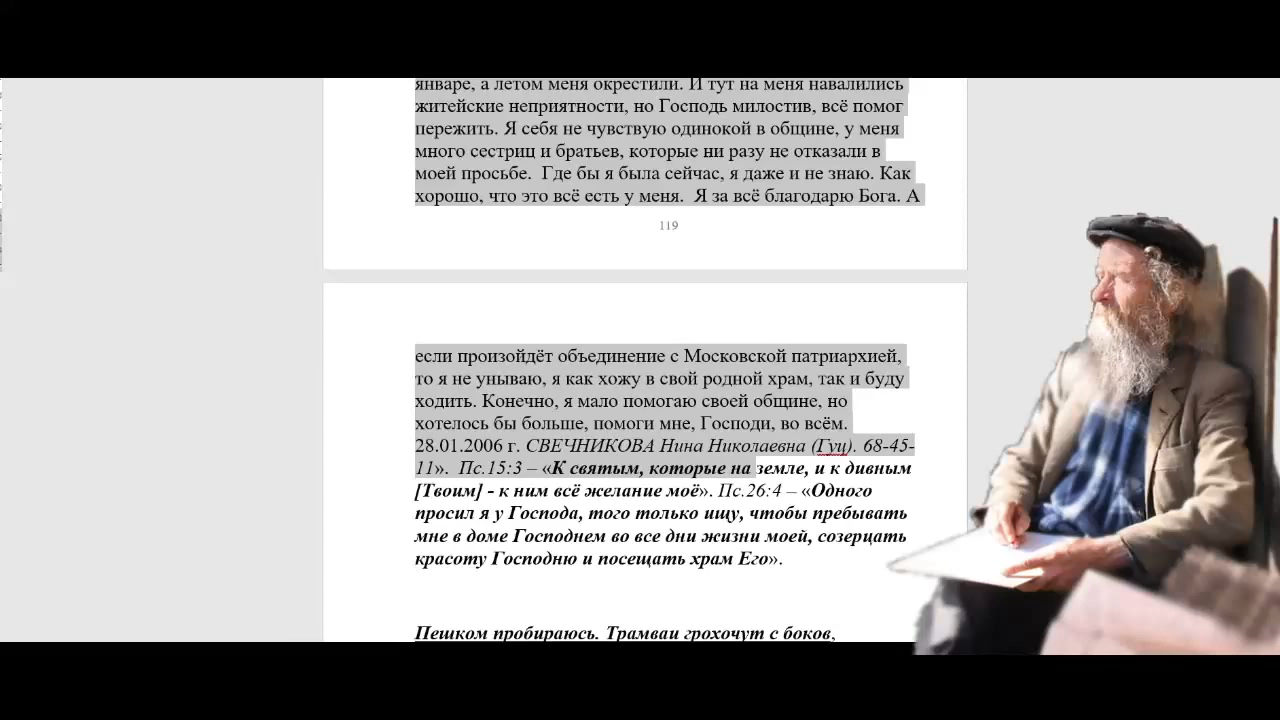 январе, а летом меня окрестили. И тут на меня навалились
житейские неприятности, но Господь милостив, всё помог
пережить. Я себя не чувствую одинокой в общине, у меня
много сестриц и братьев, которые ни разу не отказали в
моей просьбе.  Где бы я была сейчас, я даже и не знаю. Как
хорошо, что это всё есть у меня.  Я за всё благодарю Бога. А
119
если произойдёт объединение с Московской патриархией,
то я не унываю, я как хожу в свой родной храм, так и буду
ходить. Конечно, я мало помогаю своей общине, но
хотелось бы больше, помоги мне, Господи, во всём.
28.01.2006 г. СВЕЧНИКОВА Нина Николаевна (Гуц). 68-45-
11».  Пс.15:3 – «К святым, которые на земле, и к дивным
[Твоим] - к ним всё желание моё». Пс.26:4 – «Одного
просил я у Господа, того только ищу, чтобы пребывать
мне в доме Господнем во все дни жизни моей, созерцать
красоту Господню и посещать храм Его».
Пешком пробираюсь. Трамваи грохочут с боков,